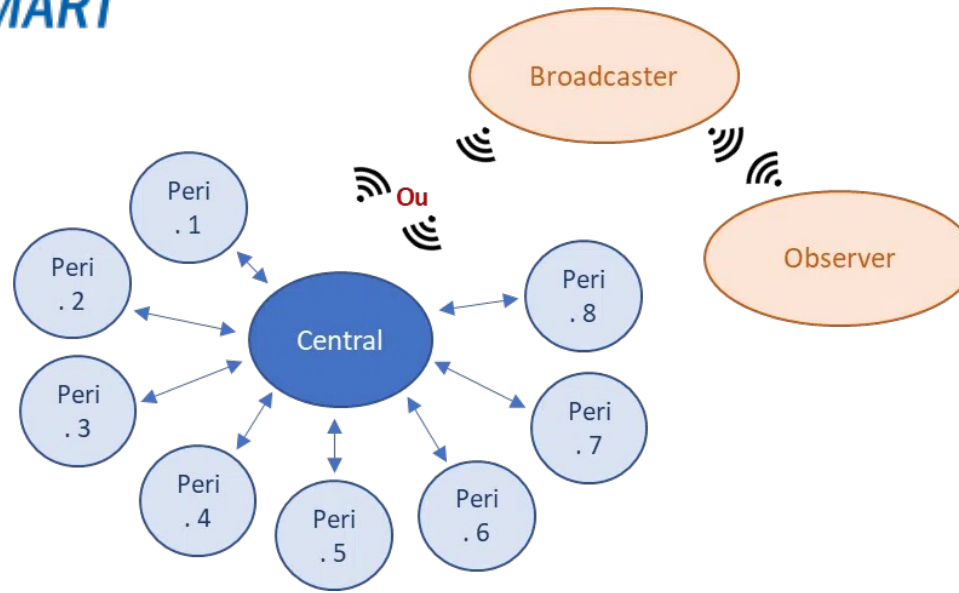 MART
Broadcaster
Peri
. 1
Ou
Observer
Peri
. 2
Peri
. 8
Central
Peri
. 3
Peri
. 7
Peri
. 4
Peri
. 6
Peri
. 5